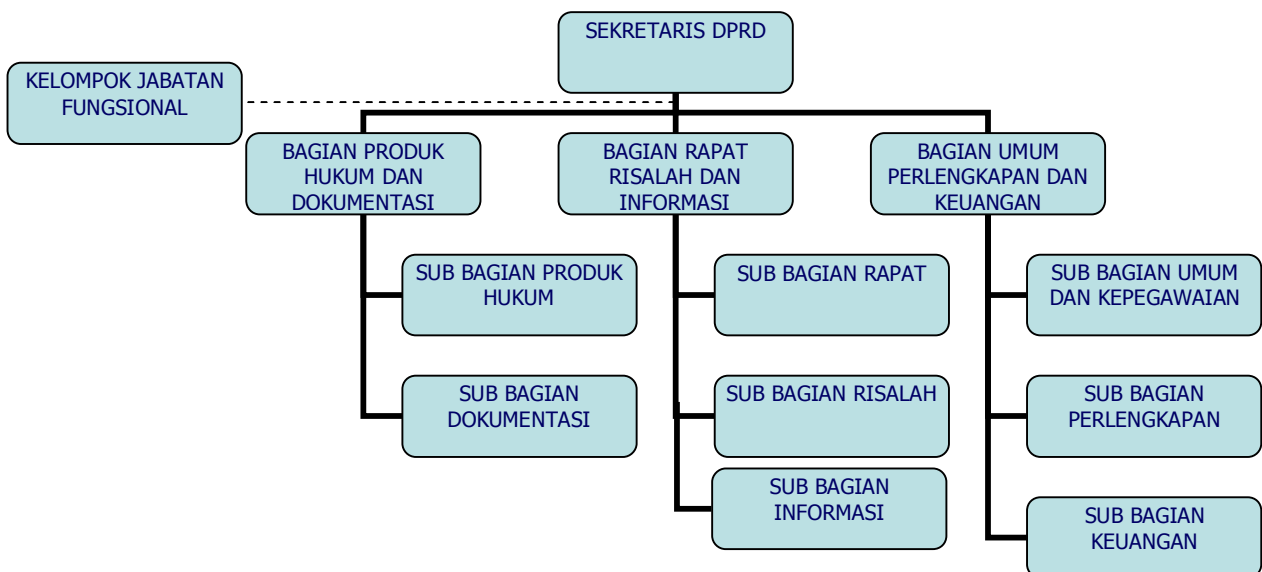 SEKRETARIS DPRD
KELOMPOK JABATAN
FUNGSIONAL
BAGIAN PRODUK
HUKUM DAN
DOKUMENTASI
BAGIAN RAPAT
RISALAH DAN
INFORMASI
BAGIAN UMUM
PERLENGKAPAN DAN
KEUANGAN
SUB BAGIAN PRODUK
HUKUM
SUB BAGIAN RAPAT
SUB BAGIAN UMUM
DAN KEPEGAWAIAN
SUB BAGIAN
DOKUMENTASI
SUB BAGIAN RISALAH
SUB BAGIAN
PERLENGKAPAN
SUB BAGIAN
INFORMASI
SUB BAGIAN
KEUANGAN